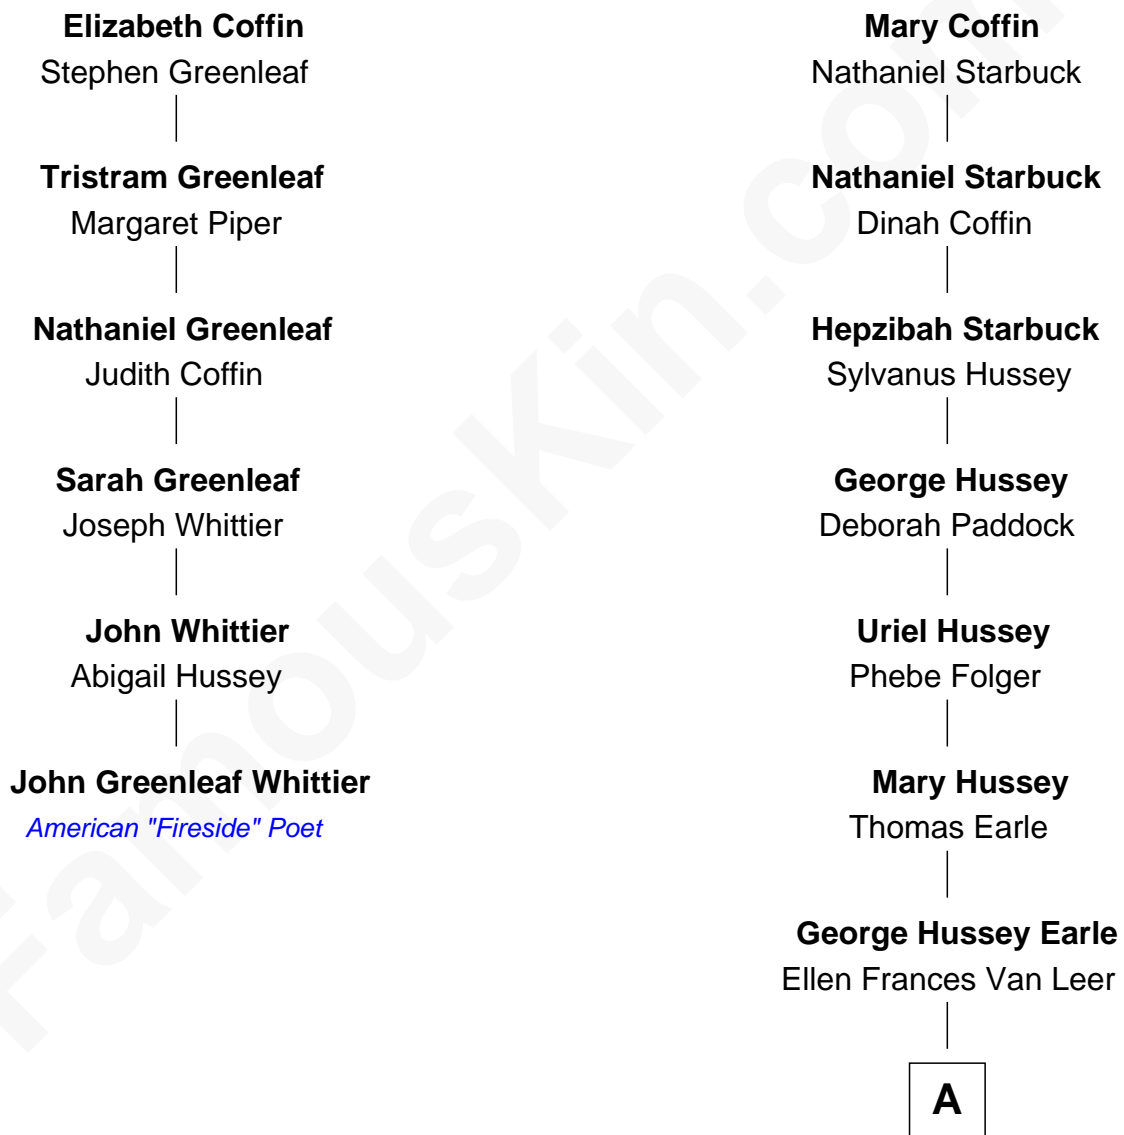 Elizabeth Coffin
Stephen Greenleaf
Tristram Greenleaf
Margaret Piper
Nathaniel Greenleaf
Judith Coffin
Sarah Greenleaf
Joseph Whittier
John Whittier
Abigail Hussey
John Greenleaf Whittier
American "Fireside" Poet
Mary Coffin
Nathaniel Starbuck
Nathaniel Starbuck
Dinah Coffin
Hepzibah Starbuck
Sylvanus Hussey
George Hussey
Deborah Paddock
Uriel Hussey
Phebe Folger
Mary Hussey
Thomas Earle
George Hussey Earle
Ellen Frances Van Leer
A
FamousKin.com